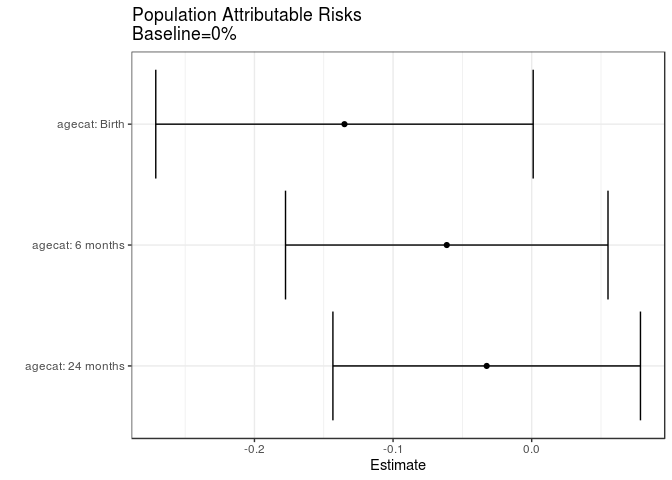 Population Attributable Risks
Baseline=0%
agecat: Birth
agecat: 6 months
agecat: 24 months
-0.2
-0.1
0.0
Estimate